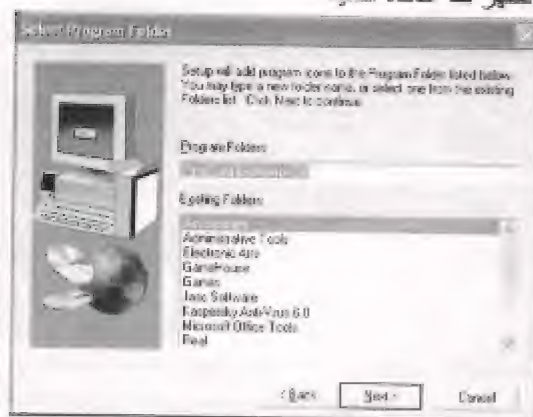 Select Program Folder
Setup will add program icons to the Program Folder listed below.
You may type a new folder name, or select one from the existing
Folders list. Click Next to continue.
Program Folders:
Existing Folders:
Administrative Tools
Electronic Arts
GameHouse
Games
Jasc Software
Kaspersky Anti-Virus 6.0
Microsoft Office Tools
Real
< Back
Next >
Cancel